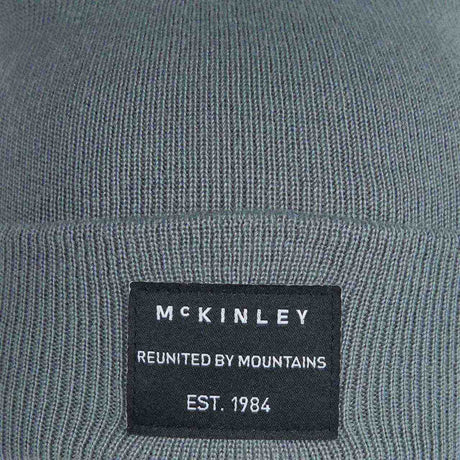 McKINLEY
REUNITED BY MOUNTAINS
EST. 1984